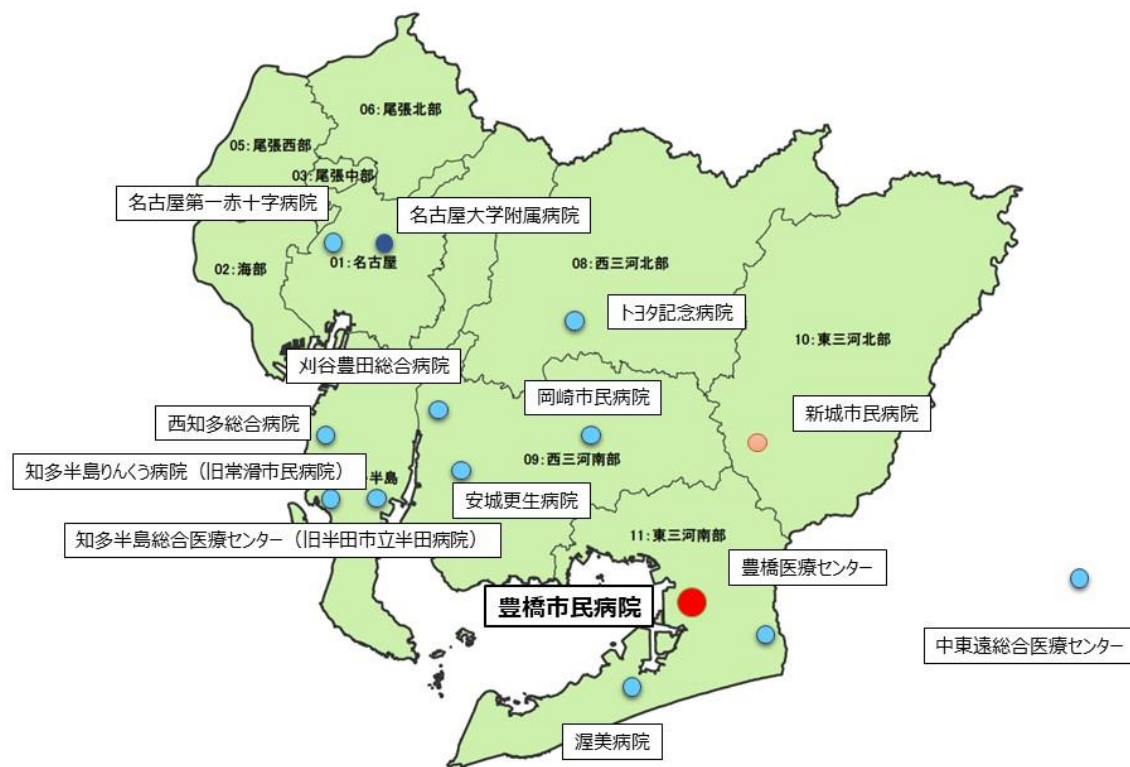 06:尾張北部
05:尾張西部
03:尾張中部
名古屋第一赤十字病院
名古屋大学附属病院
01:名古屋
02:海部
08:西三河北部
トヨタ記念病院
10:東三河北部
刈谷豊田総合病院
岡崎市民病院
新城市民病院
西知多総合病院
09:西三河南部
知多半島りんくう病院（旧常滑市民病院）
半島
安城更生病院
知多半島総合医療センター（旧半田市立半田病院）
11:東三河南部
豊橋医療センター
豊橋市民病院
中東遠総合医療センター
渥美病院